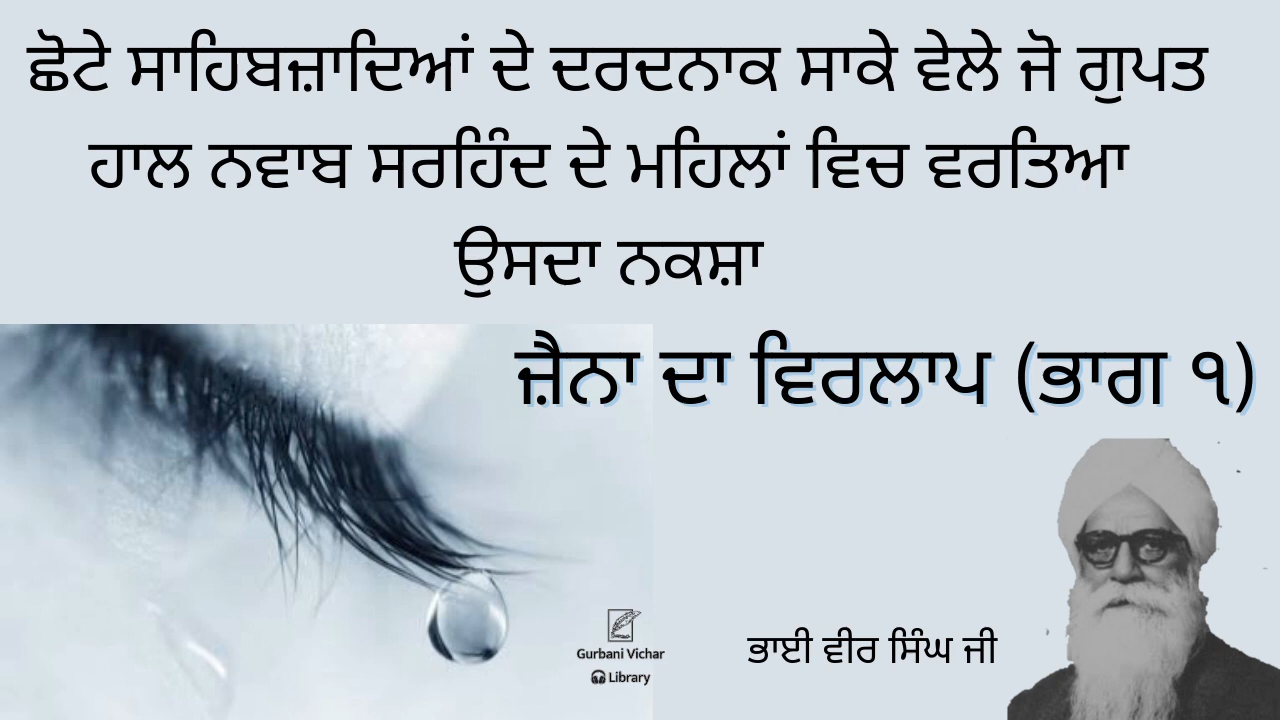 ਛੋਟੇ ਸਾਹਿਬਜ਼ਾਦਿਆਂ ਦੇ ਦਰਦਨਾਕ ਸਾਕੇ ਵੇਲੇ ਜੋ ਗੁਪਤ
ਹਾਲ ਨਵਾਬ ਸਰਹਿੰਦ ਦੇ ਮਹਿਲਾਂ ਵਿਚ ਵਰਤਿਆ
ਉਸਦਾ ਨਕਸ਼ਾ
ਜ਼ੈਨਾ ਦਾ ਵਿਰਲਾਪ (ਭਾਗ ੧)
ਭਾਈ ਵੀਰ ਸਿੰਘ ਜੀ
Gurbani Vichar
Library